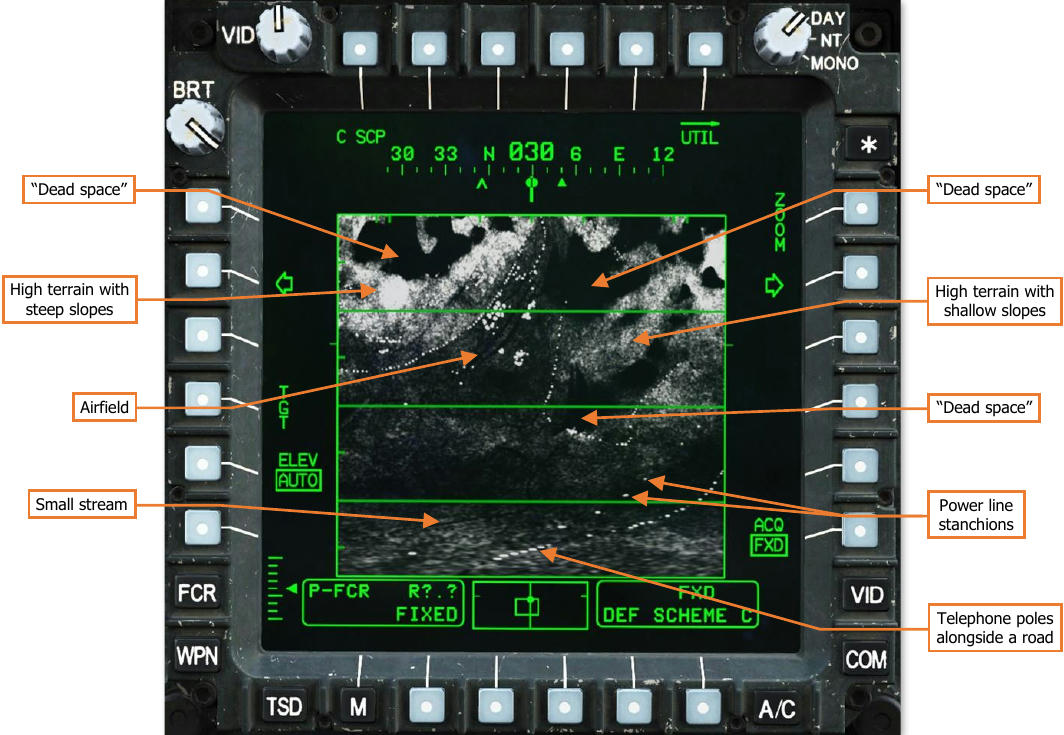 VID
DAY
NT
MONO
BRT
C SCP
UTIL
30 33 N 030 6 E 12
*
“Dead space”
“Dead space”
ZOOM
High terrain with
steep slopes
High terrain with
shallow slopes
TGT
Airfield
“Dead space”
ELEV
AUTO
Small stream
Power line
stanchions
ACQ
FXD
FCR
P-FCR R?.?
FIXED
FXD
DEF SCHEME C
VID
Telephone poles
alongside a road
WPN
COM
TSD
M
A/C